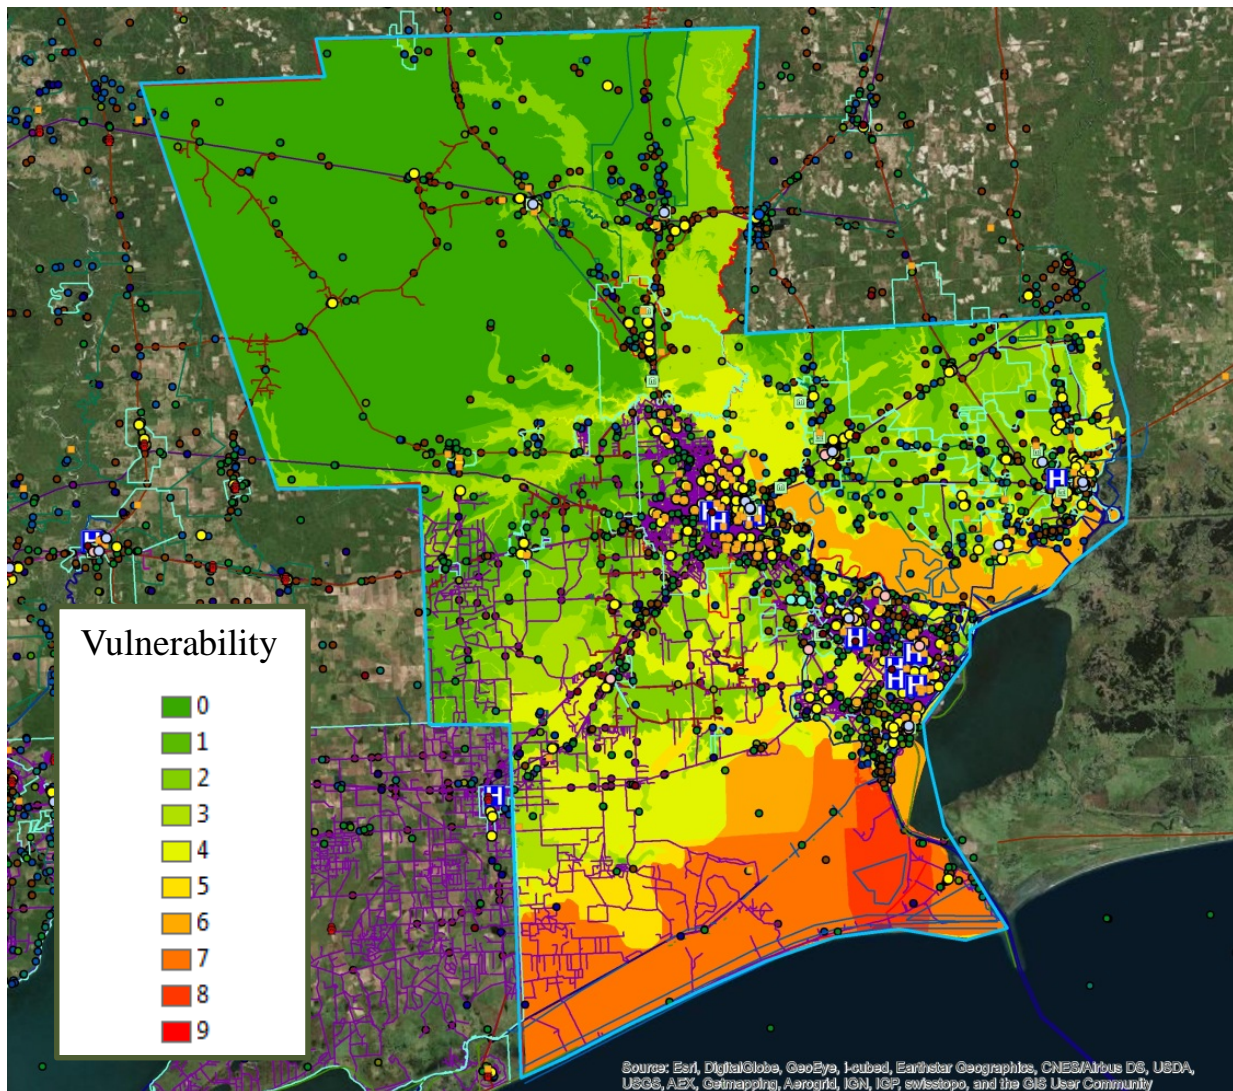 Vulnerability
0
1
2
3
4
5
6
7
8
9
H
H
H
H
H
H
H
H
H
H
Source: Esri, DigitalGlobe, GeoEye, i-cubed, Earthstar Geographics, CNES/Airbus DS, USDA,
USGS, AEX, Getmapping, Aerogrid, IGN, IGP, swisstopo, and the GIS User Community